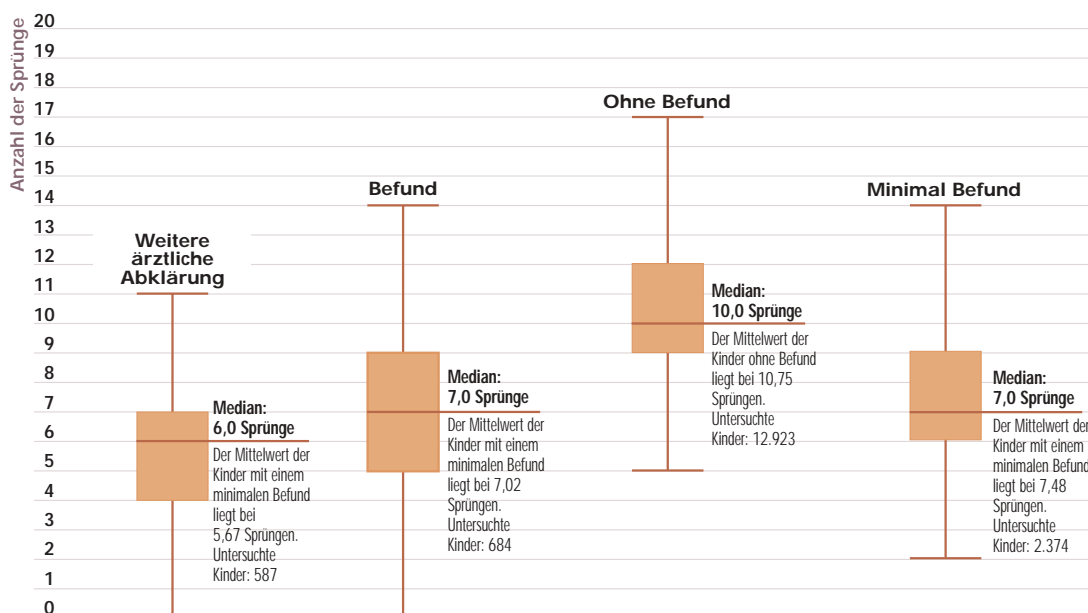 Anzahl der Sprünge
20
19
18
17
16
15
14
13
12
11
10
9
8
7
6
5
4
3
2
1
0
Weitere
ärztliche
Abklärung
Median:
6,0 Sprünge
Der Mittelwert der
Kinder mit einem
minimalen Befund
liegt bei
5,67 Sprüngen.
Untersuchte
Kinder: 587
Befund
Median:
7,0 Sprünge
Der Mittelwert der
Kinder mit einem
minimalen Befund
liegt bei 7,02
Sprüngen.
Untersuchte
Kinder: 684
Ohne Befund
Median:
10,0 Sprünge
Der Mittelwert der
Kinder ohne Befund
liegt bei 10,75
Sprüngen.
Untersuchte
Kinder: 12.923
Minimal Befund
Median:
7,0 Sprünge
Der Mittelwert der
Kinder mit einem
minimalen Befund
liegt bei 7,48
Sprüngen.
Untersuchte
Kinder: 2.374